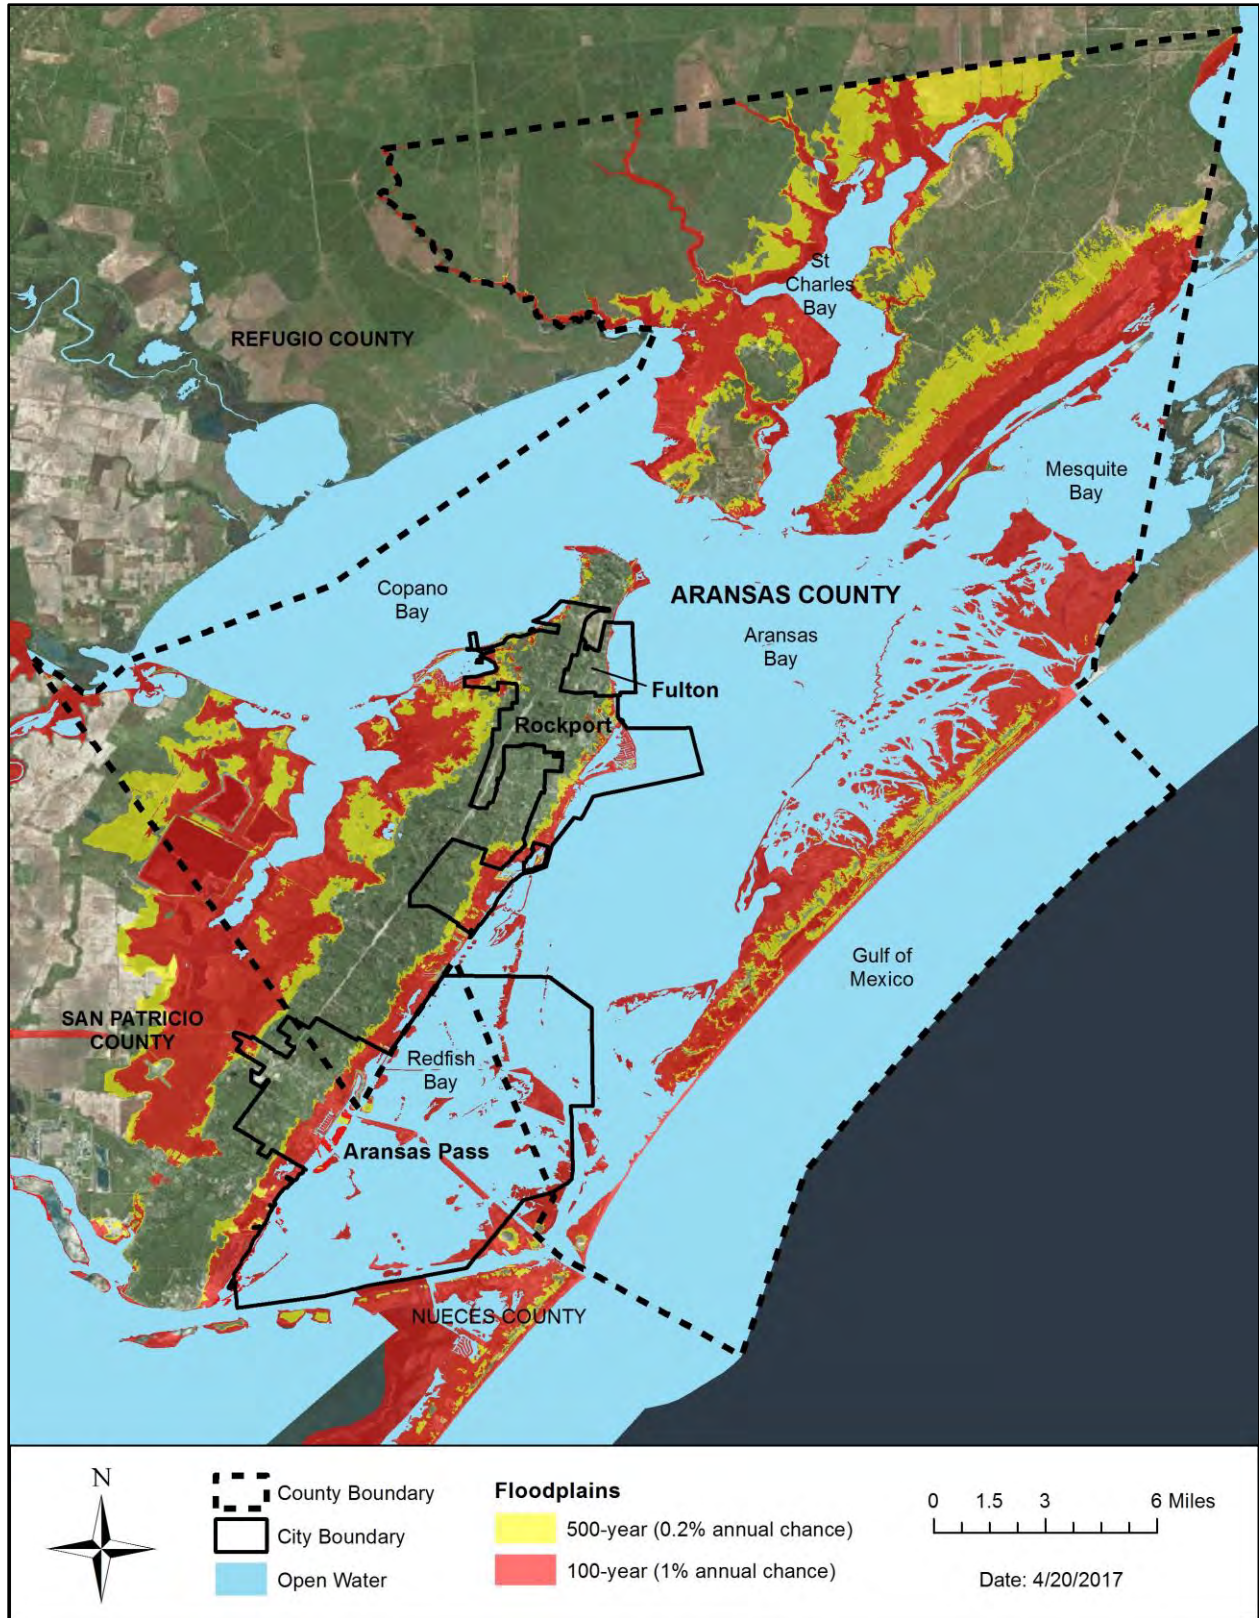 St
Charles
Bay
REFUGIO COUNTY
Mesquite
Bay
Copano
Bay
ARANSAS COUNTY
Aransas
Bay
Fulton
Rockport
Gulf of
Mexico
SAN PATRICIO
COUNTY
Redfish
Bay
Aransas Pass
NUECES COUNTY
N
County Boundary
City Boundary
Open Water
Floodplains
500-year (0.2% annual chance)
100-year (1% annual chance)
0 1.5 3 6 Miles
Date: 4/20/2017